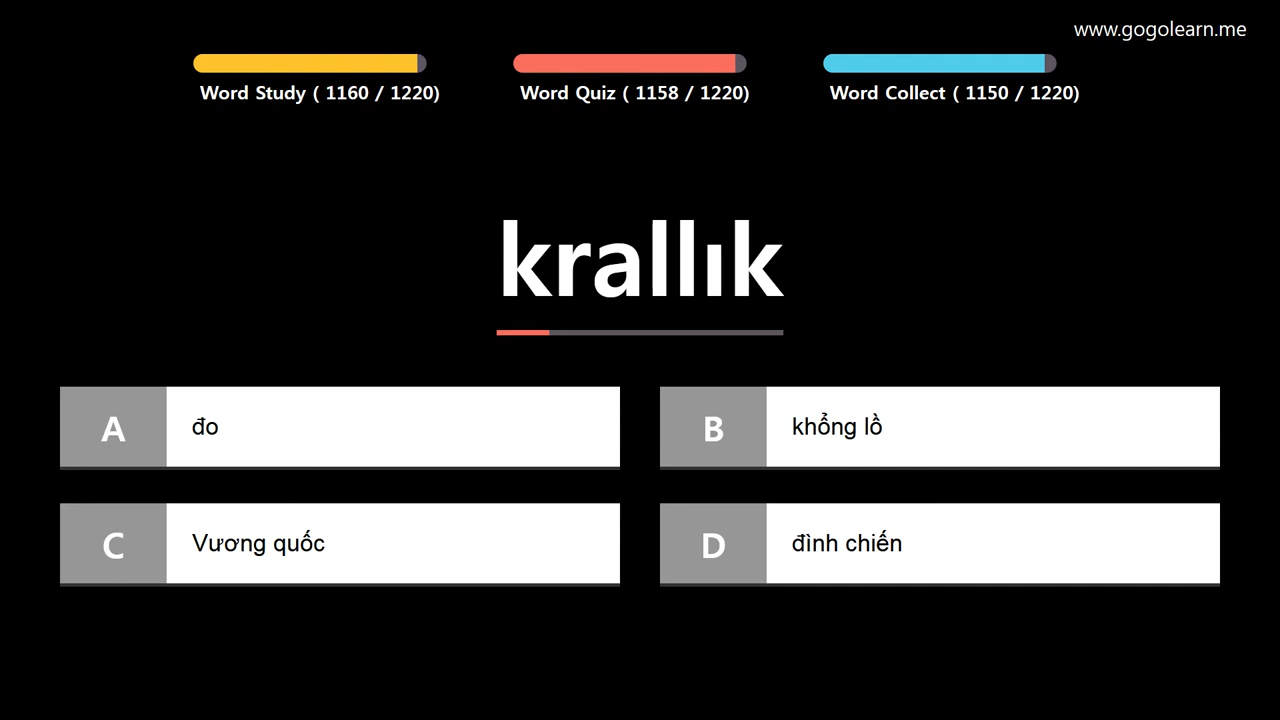 www.gogolearn.me
Word Study ( 1160 / 1220)
Word Quiz ( 1158 / 1220)
Word Collect ( 1150 / 1220)
krallık
A
đo
B
khổng lồ
C
Vương quốc
D
đình chiến